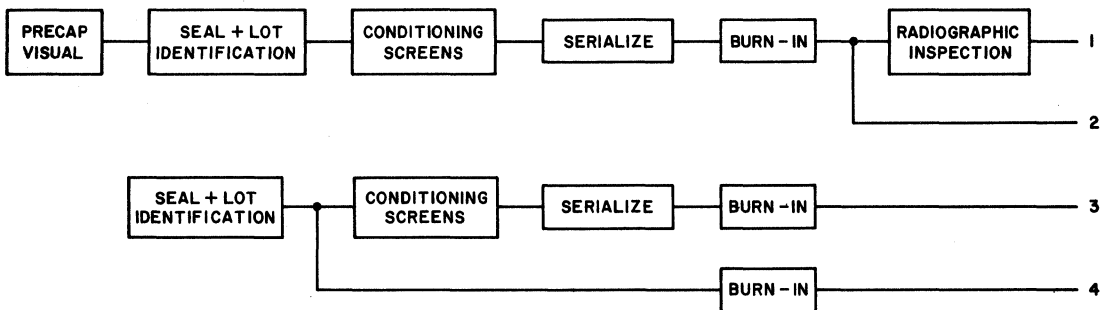 PRECAP
VISUAL
SEAL + LOT
IDENTIFICATION
CONDITIONING
SCREENS
SERIALIZE
BURN-IN
RADIOGRAPHIC
INSPECTION
1
2
SEAL + LOT
IDENTIFICATION
CONDITIONING
SCREENS
SERIALIZE
BURN-IN
3
BURN-IN
4